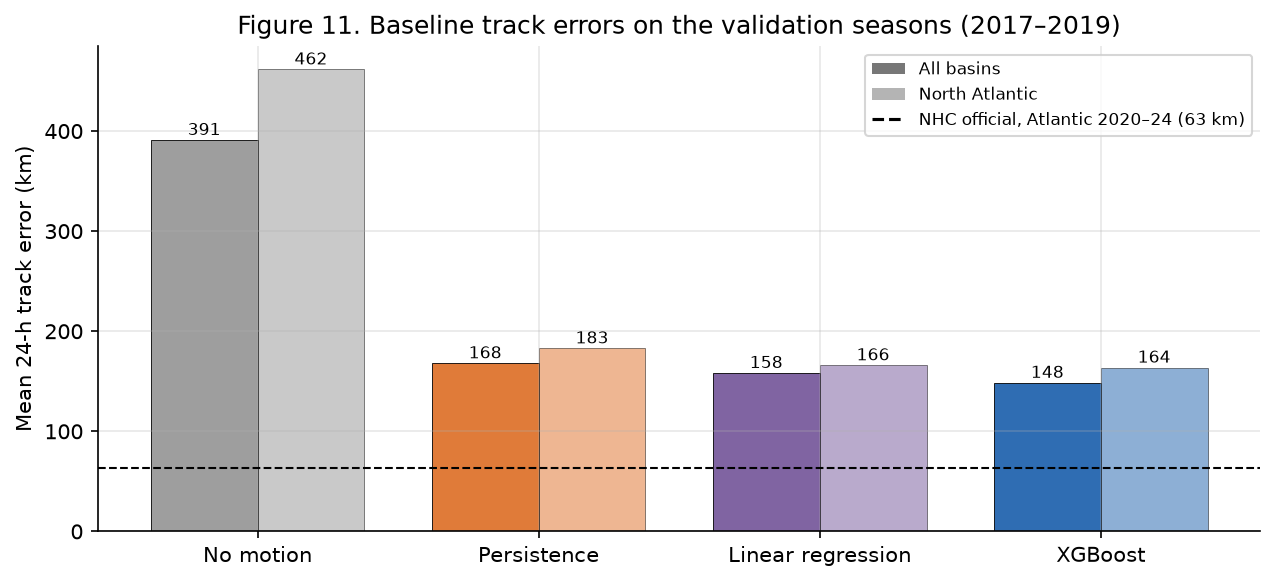 Figure 11. Baseline track errors on the validation seasons (2017–2019)
All basins
North Atlantic
NHC official, Atlantic 2020–24 (63 km)
Mean 24-h track error (km)
400
300
200
100
0
391
462
168
183
158
166
148
164
No motion
Persistence
Linear regression
XGBoost